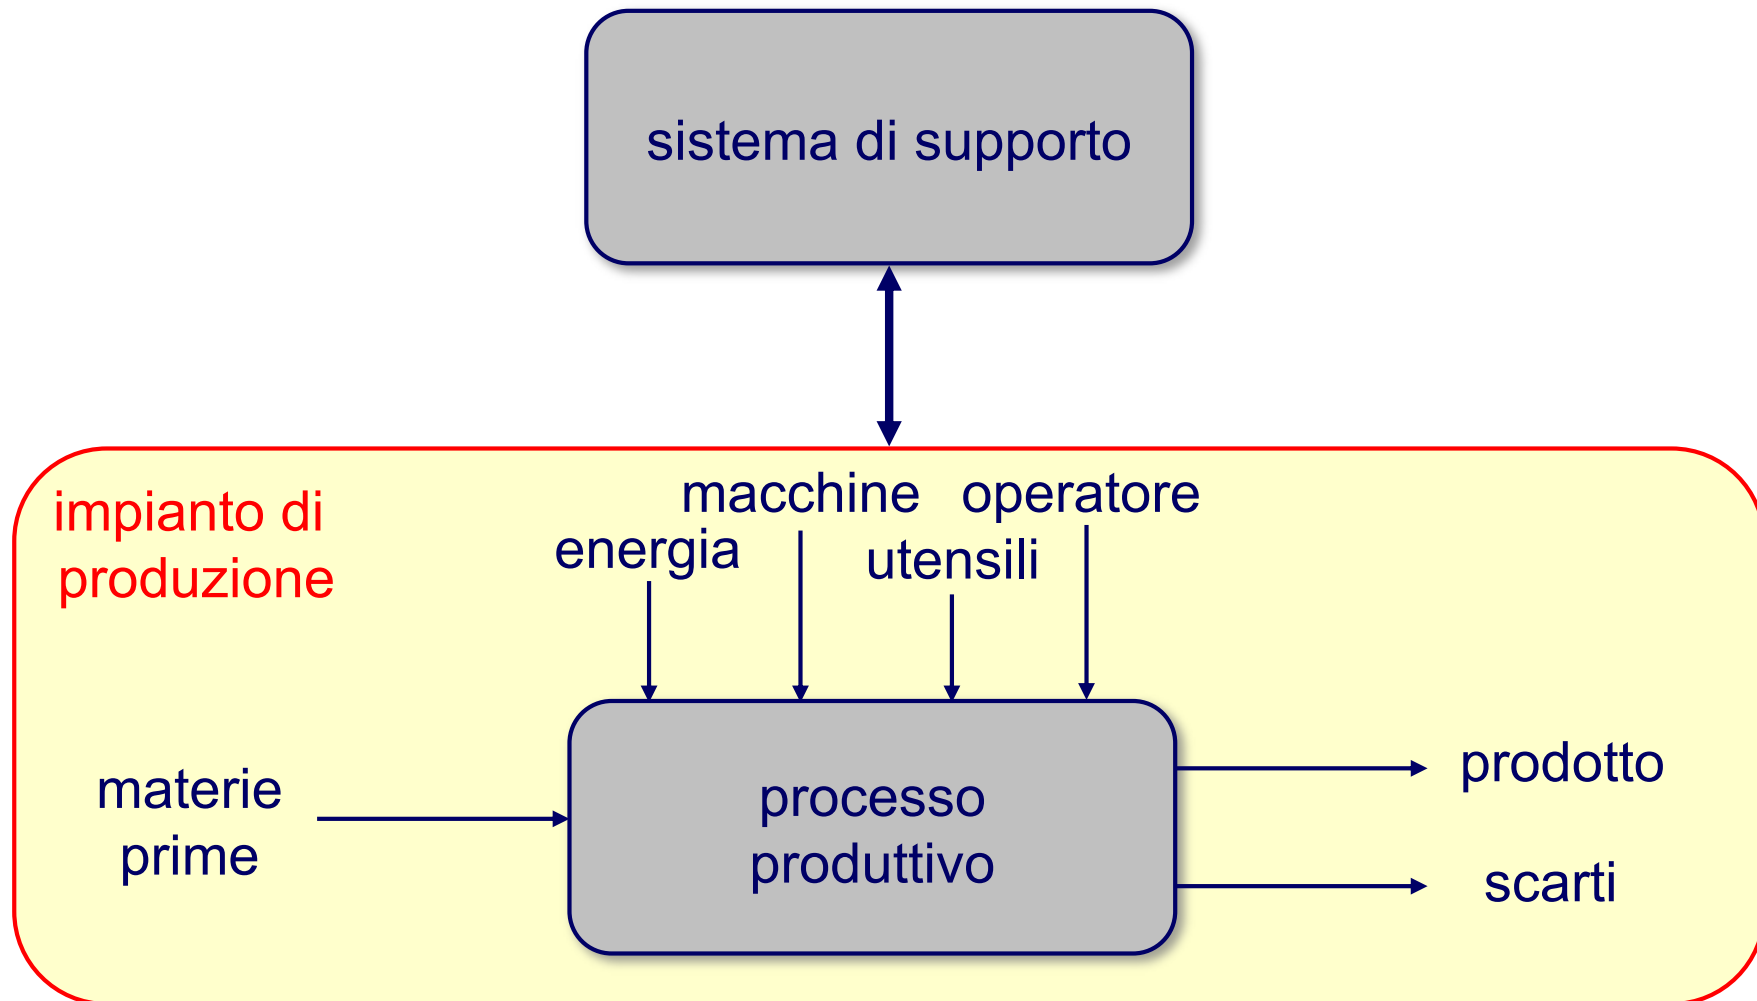 sistema di supporto
impianto di
produzione
macchine
operatore
energia
utensili
materie
prime
processo
produttivo
prodotto
scarti